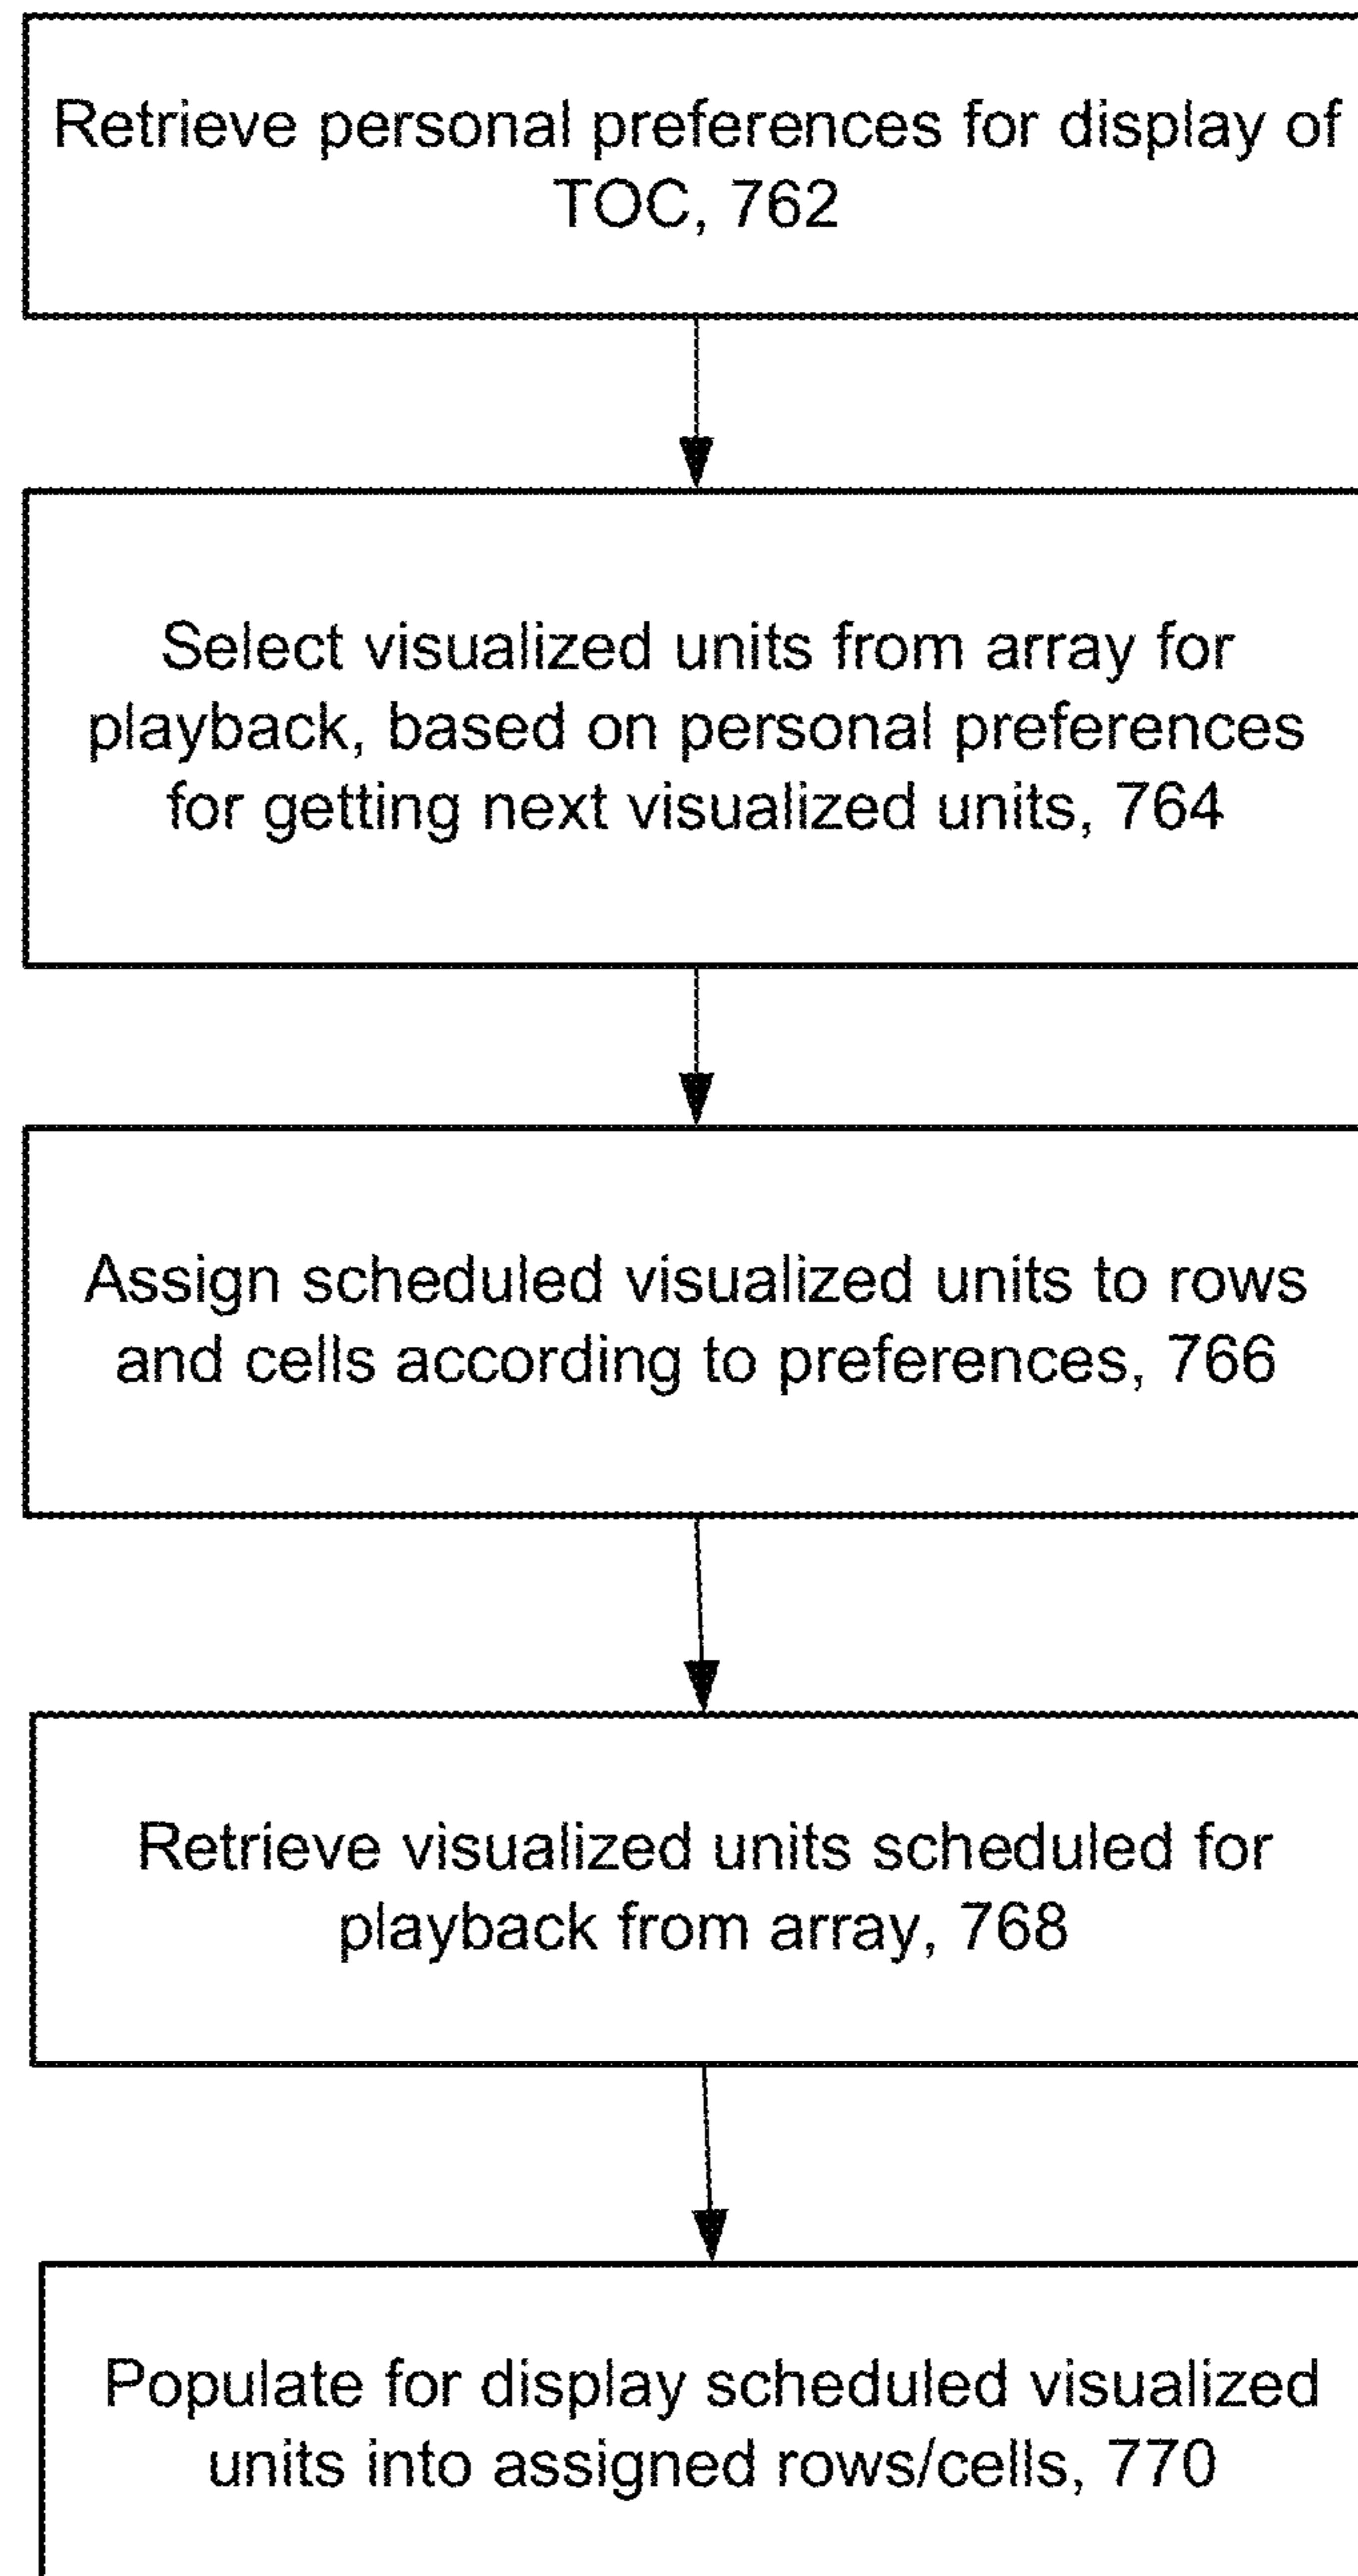 Retrieve personal preferences for display of
TOC, 762
Select visualized units from array for
playback, based on personal preferences
for getting next visualized units, 764
Assign scheduled visualized units to rows
and cells according to preferences, 766
Retrieve visualized units scheduled for
playback from array, 768
Populate for display scheduled visualized
units into assigned rows/cells, 770